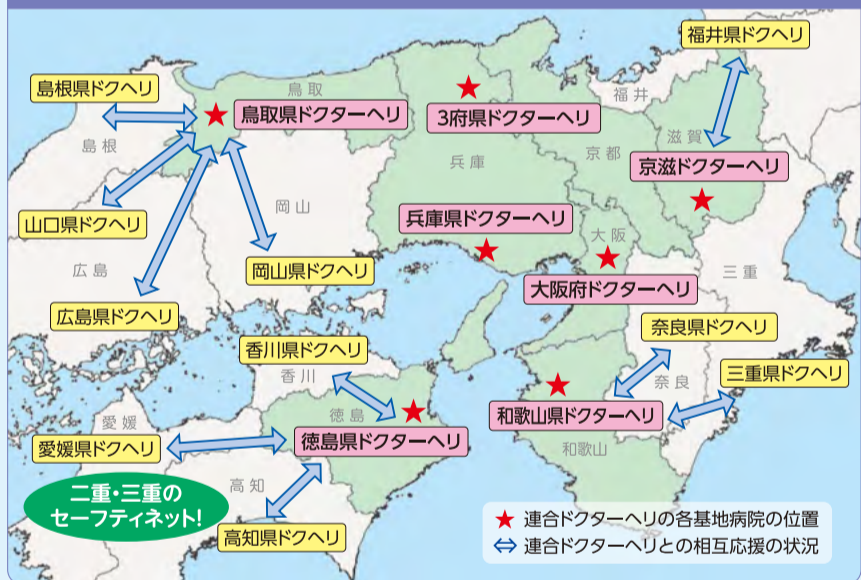 福井県ドクヘリ
島根県ドクヘリ
鳥取
鳥取県ドクターヘリ
3府県ドクターヘリ
福井
滋賀
島根
兵庫
京都
京滋ドクターヘリ
山口県ドクヘリ
岡山
兵庫県ドクターヘリ
大阪
広島
岡山県ドクヘリ
三重
大阪府ドクターヘリ
広島県ドクヘリ
奈良県ドクヘリ
香川県ドクヘリ
香川
奈良
三重県ドクヘリ
徳島
和歌山県ドクターヘリ
愛媛
愛媛県ドクヘリ
徳島県ドクターヘリ
和歌山
高知
二重・三重の
セーフティネット!
高知県ドクヘリ
★ 連合ドクターヘリの各基地病院の位置
⇔ 連合ドクターヘリとの相互応援の状況